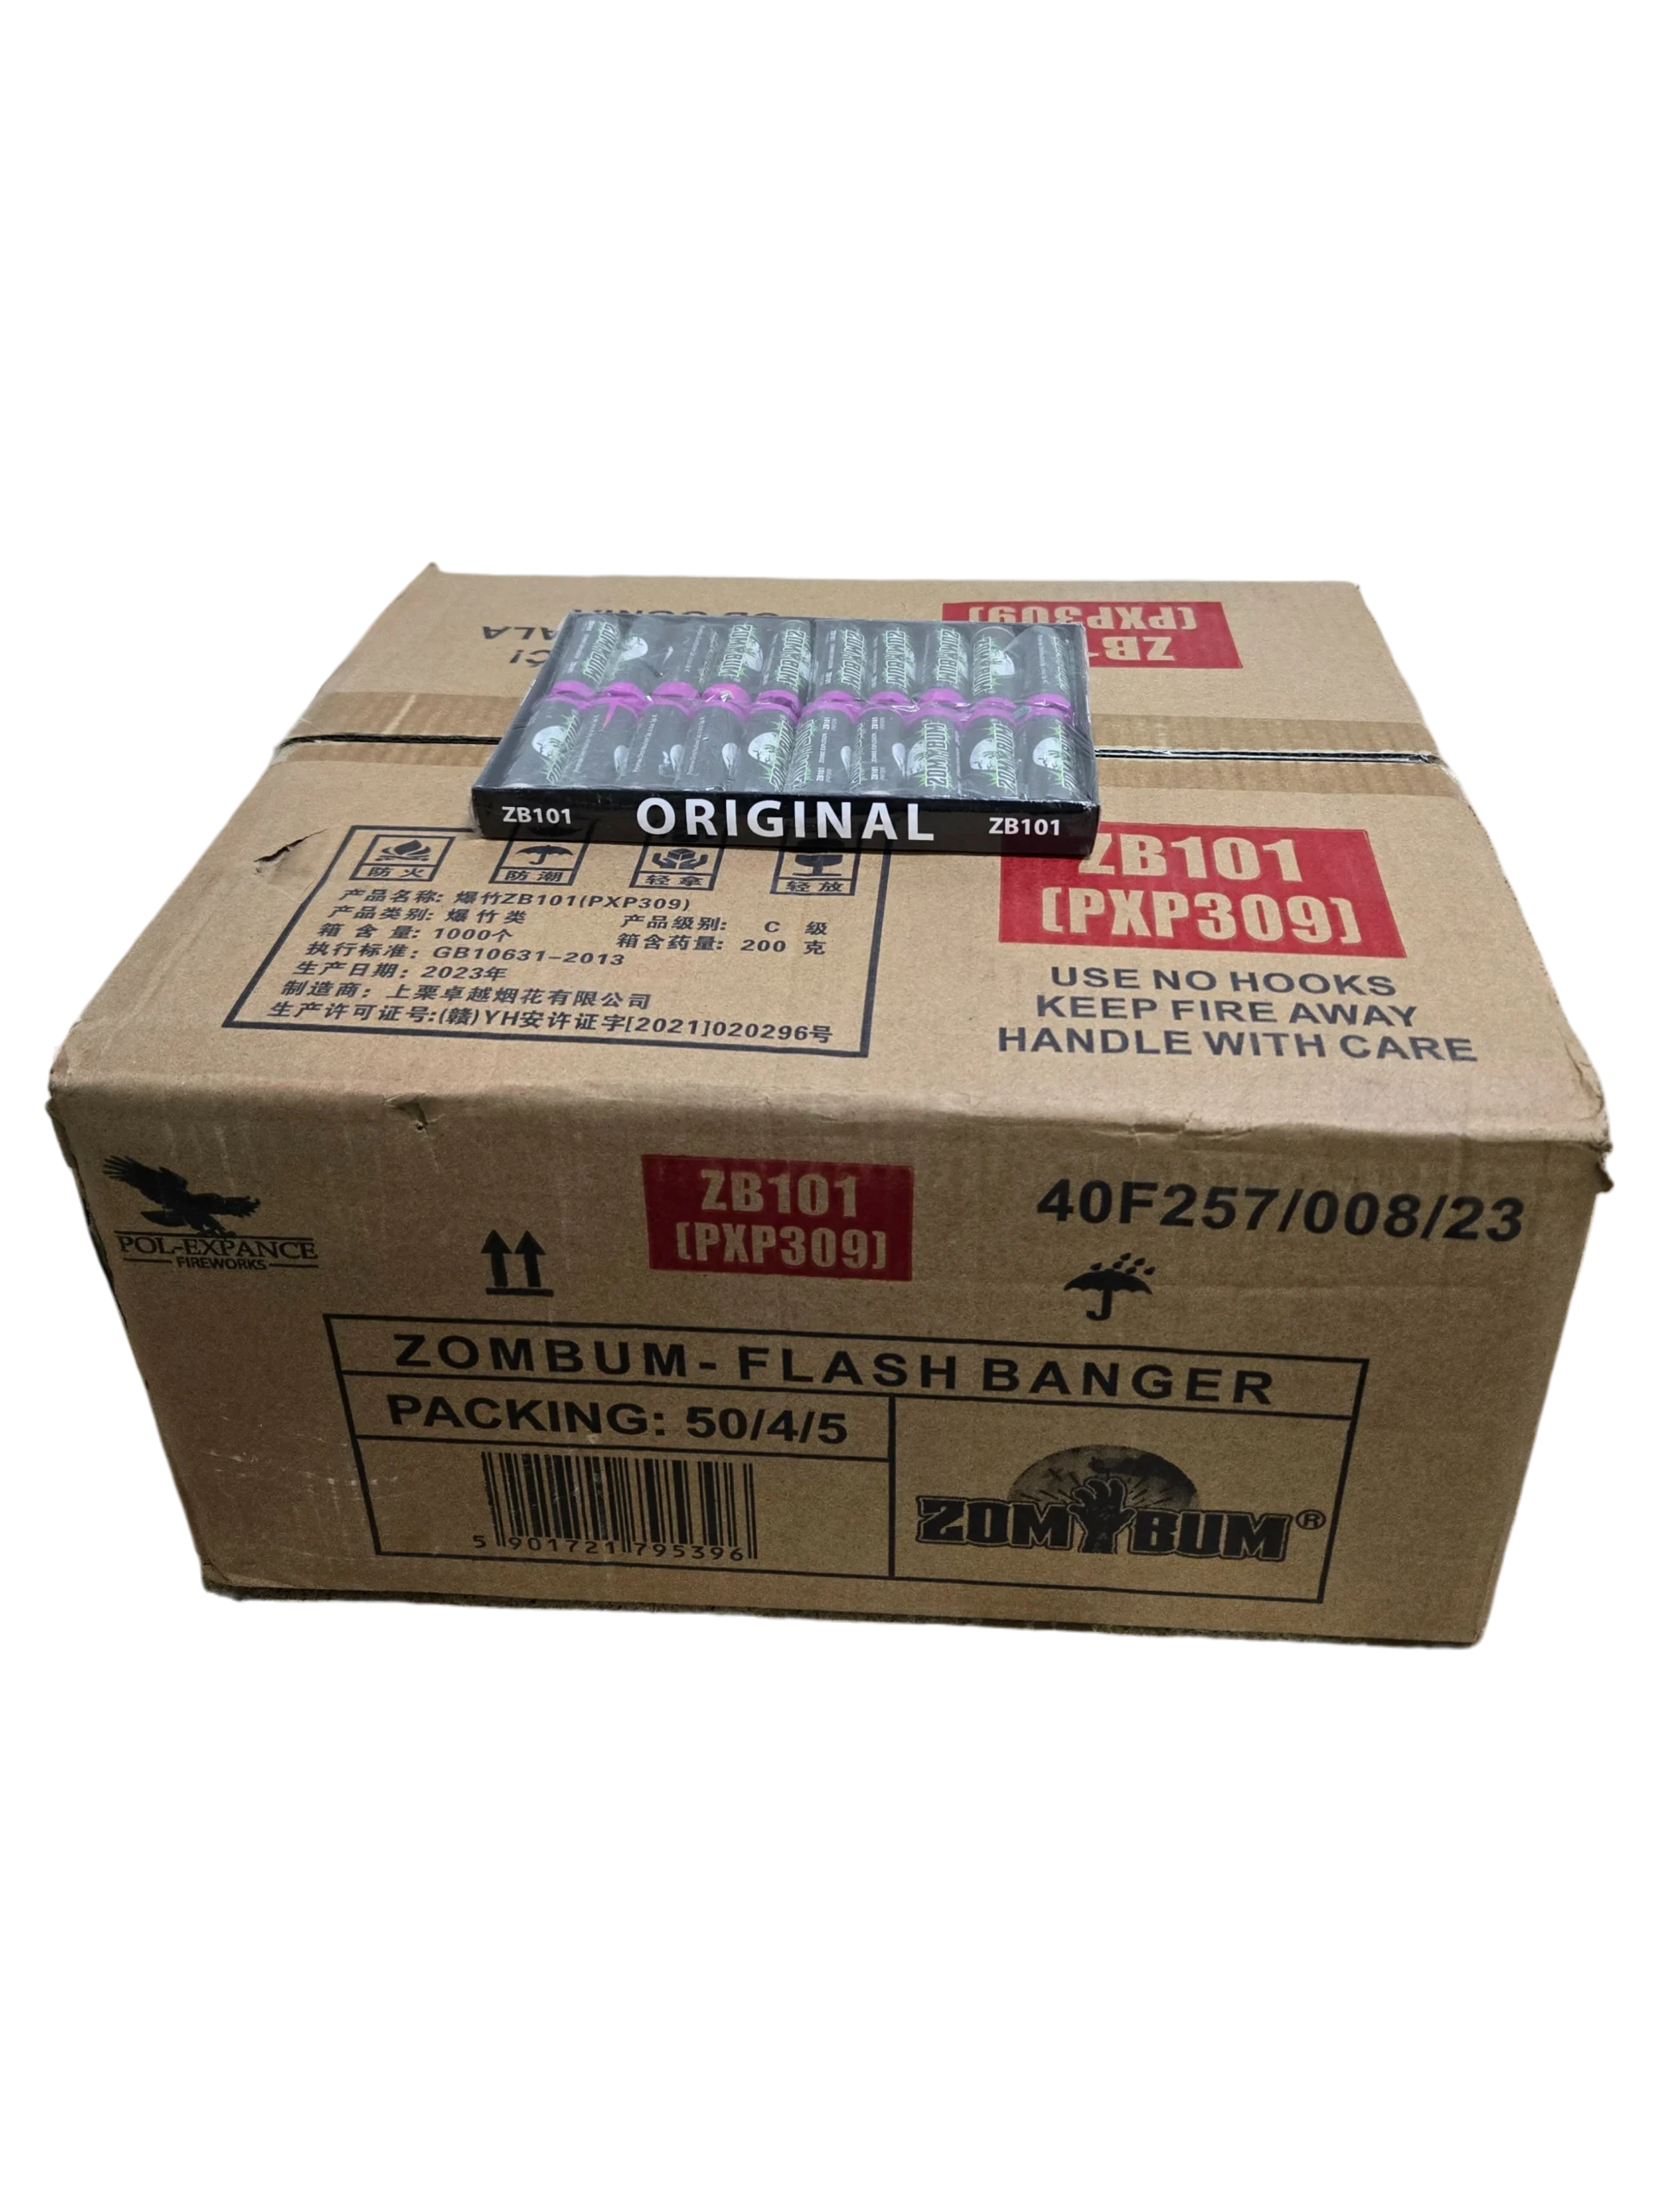 ZB101
(PXP309)
ZOMBUM
ZB101
ZB101
ORIGINAL
ZB101
防火
防潮
轻拿
轻放
产品名称: 爆竹ZB101(PXP309)
产品类别: 爆竹类 产品级别: C 级
箱含量: 1000个 箱含药量: 200 克
执行标准: GB10631-2013
生产日期: 2023年
制造商: 上栗卓越烟花有限公司
生产许可证号:(赣)YH安许证字[2021]020296号
ZB101
(PXP309)
USE NO HOOKS
KEEP FIRE AWAY
HANDLE WITH CARE
POL-EXPANCE
FIREWORKS
ZB101
(PXP309)
40F257/008/23
ZOMBUM-FLASH BANGER
PACKING: 50/4/5
5 901721 795396
ZOMBUM®